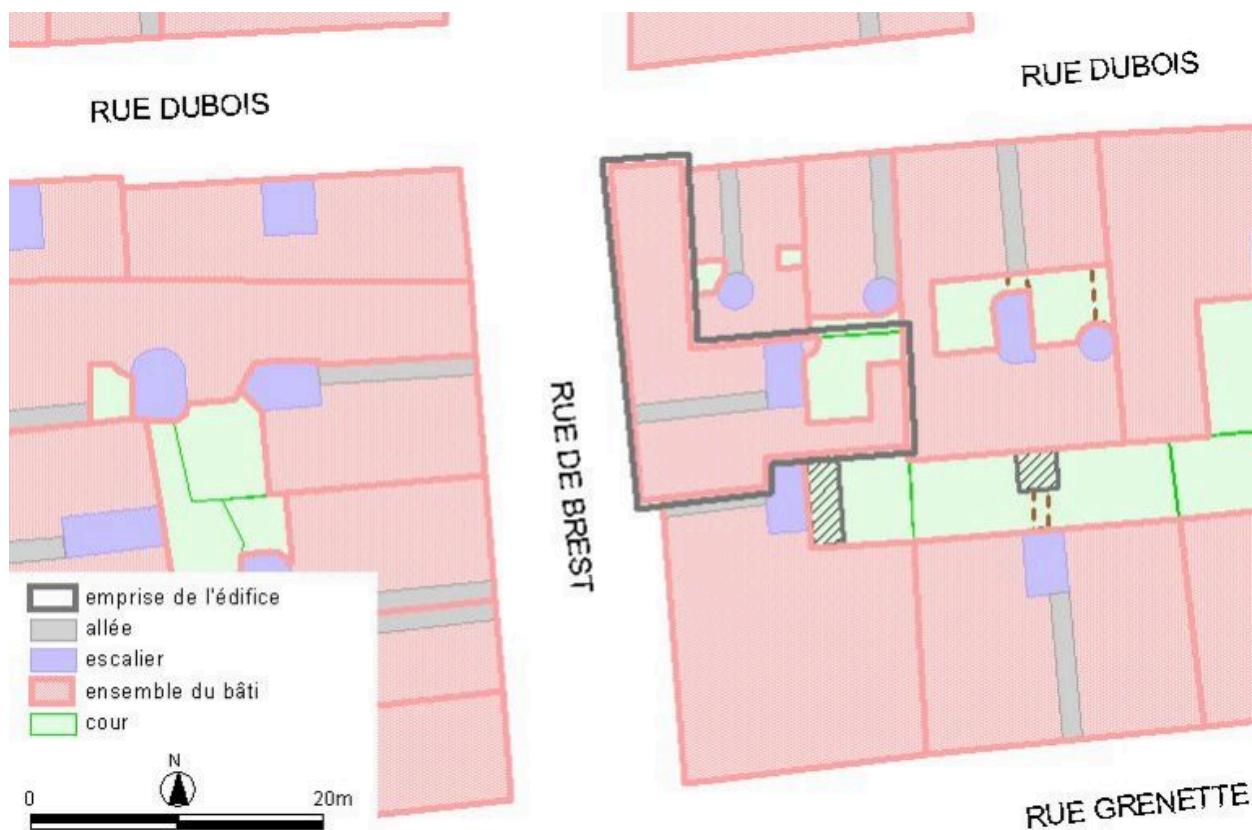 RUE DUBOIS
RUE DUBOIS
RUE DE BREST
emprise de l'édifice
allée
escalier
ensemble du bâti
cour
N
0 20m
RUE GRENETTE